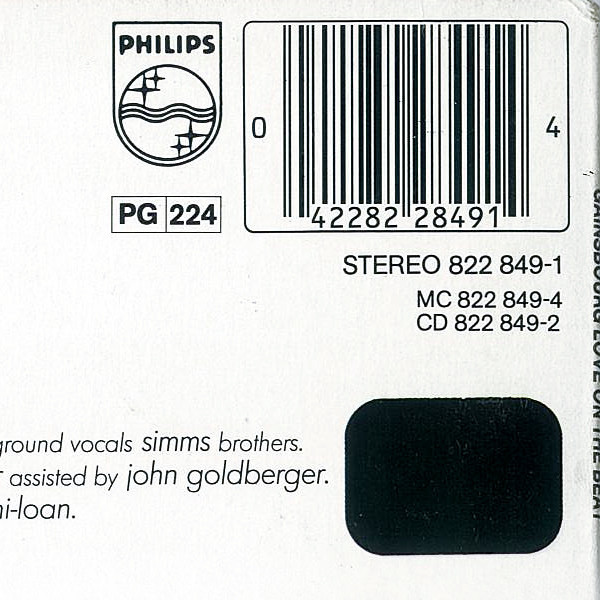 PHILIPS
0
4
42282 28491
PG 224
STEREO 822 849-1
MC 822 849-4
CD 822 849-2
GAINSBOURG LOVE ON THE BEAT
ground vocals simms brothers.
assisted by john goldberger.